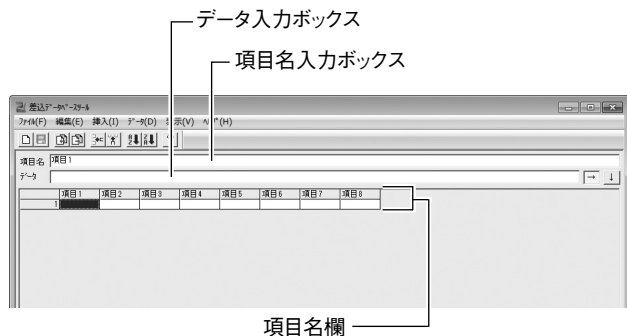 データ入力ボックス
項目名入力ボックス
差込ﾃﾞｰﾀﾍﾞｰｽﾂｰﾙ
ﾌｧｲﾙ(F) 編集(E) 挿入(I) ﾃﾞｰﾀ(D) 示(V) ﾍﾙﾌﾟ(H)
項目名 項目1
ﾃﾞｰﾀ → ↓
項目1 項目2 項目3 項目4 項目5 項目6 項目7 項目8
1
項目名欄